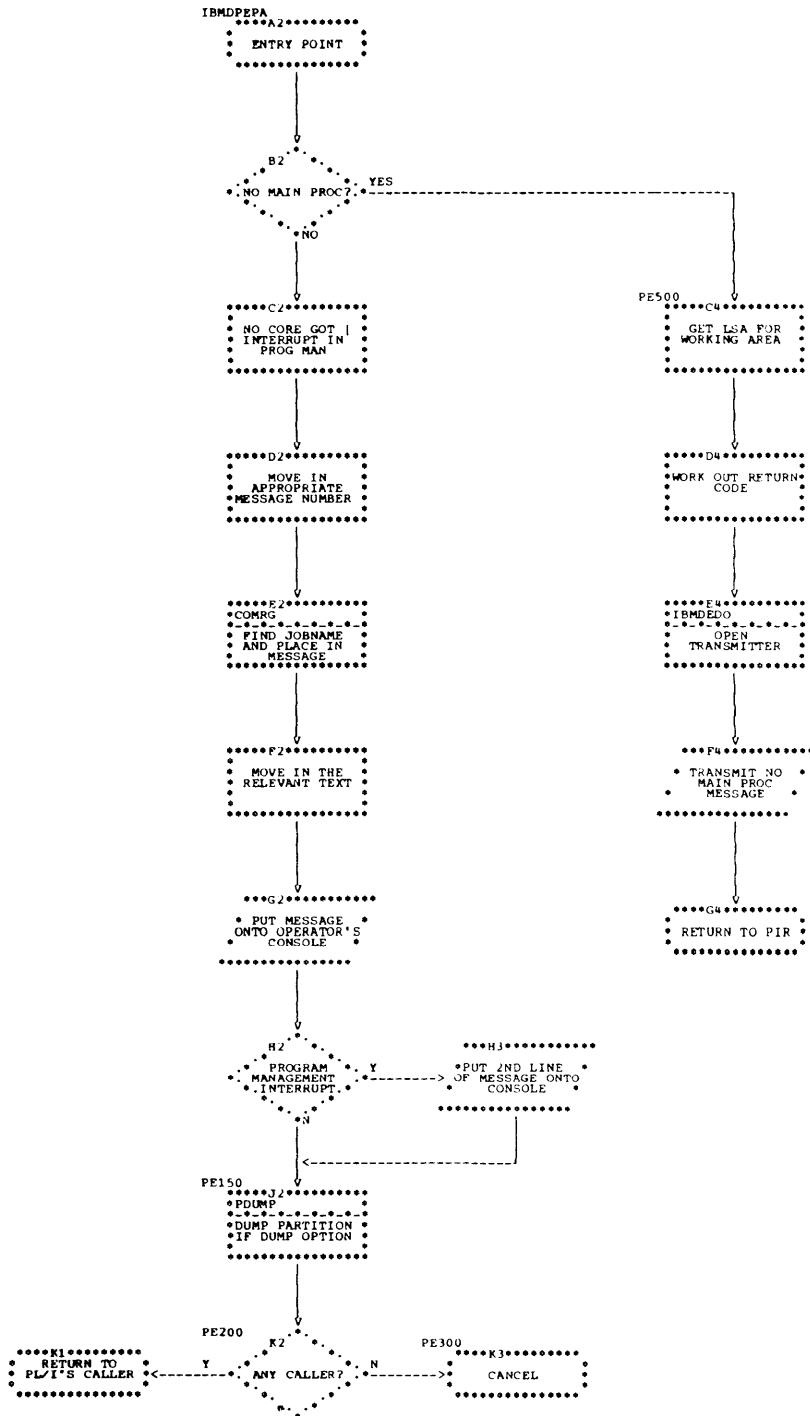 IBMDPEPA
A2
ENTRY POINT
B2
NO MAIN PROC?
YES
NO
C2
NO CORE GOT |
INTERRUPT IN
PROG MAN
PE500
C4
GET LSA FOR
WORKING AREA
D2
MOVE IN
APPROPRIATE
MESSAGE NUMBER
D4
WORK OUT RETURN
CODE
E2
COMRG
FIND JOBNAME
AND PLACE IN
MESSAGE
E4
IBMDEDO
OPEN
TRANSMITTER
F2
MOVE IN THE
RELEVANT TEXT
F4
TRANSMIT NO
MAIN PROC
MESSAGE
G2
PUT MESSAGE
ONTO OPERATOR'S
CONSOLE
G4
RETURN TO PIR
H2
PROGRAM
MANAGEMENT
INTERRUPT
Y
N
H3
PUT 2ND LINE
OF MESSAGE ONTO
CONSOLE
PE150
J2
PDUMP
DUMP PARTITION
IF DUMP OPTION
PE200
K2
ANY CALLER?
Y
N
K1
RETURN TO
PL/I'S CALLER
PE300
K3
CANCEL